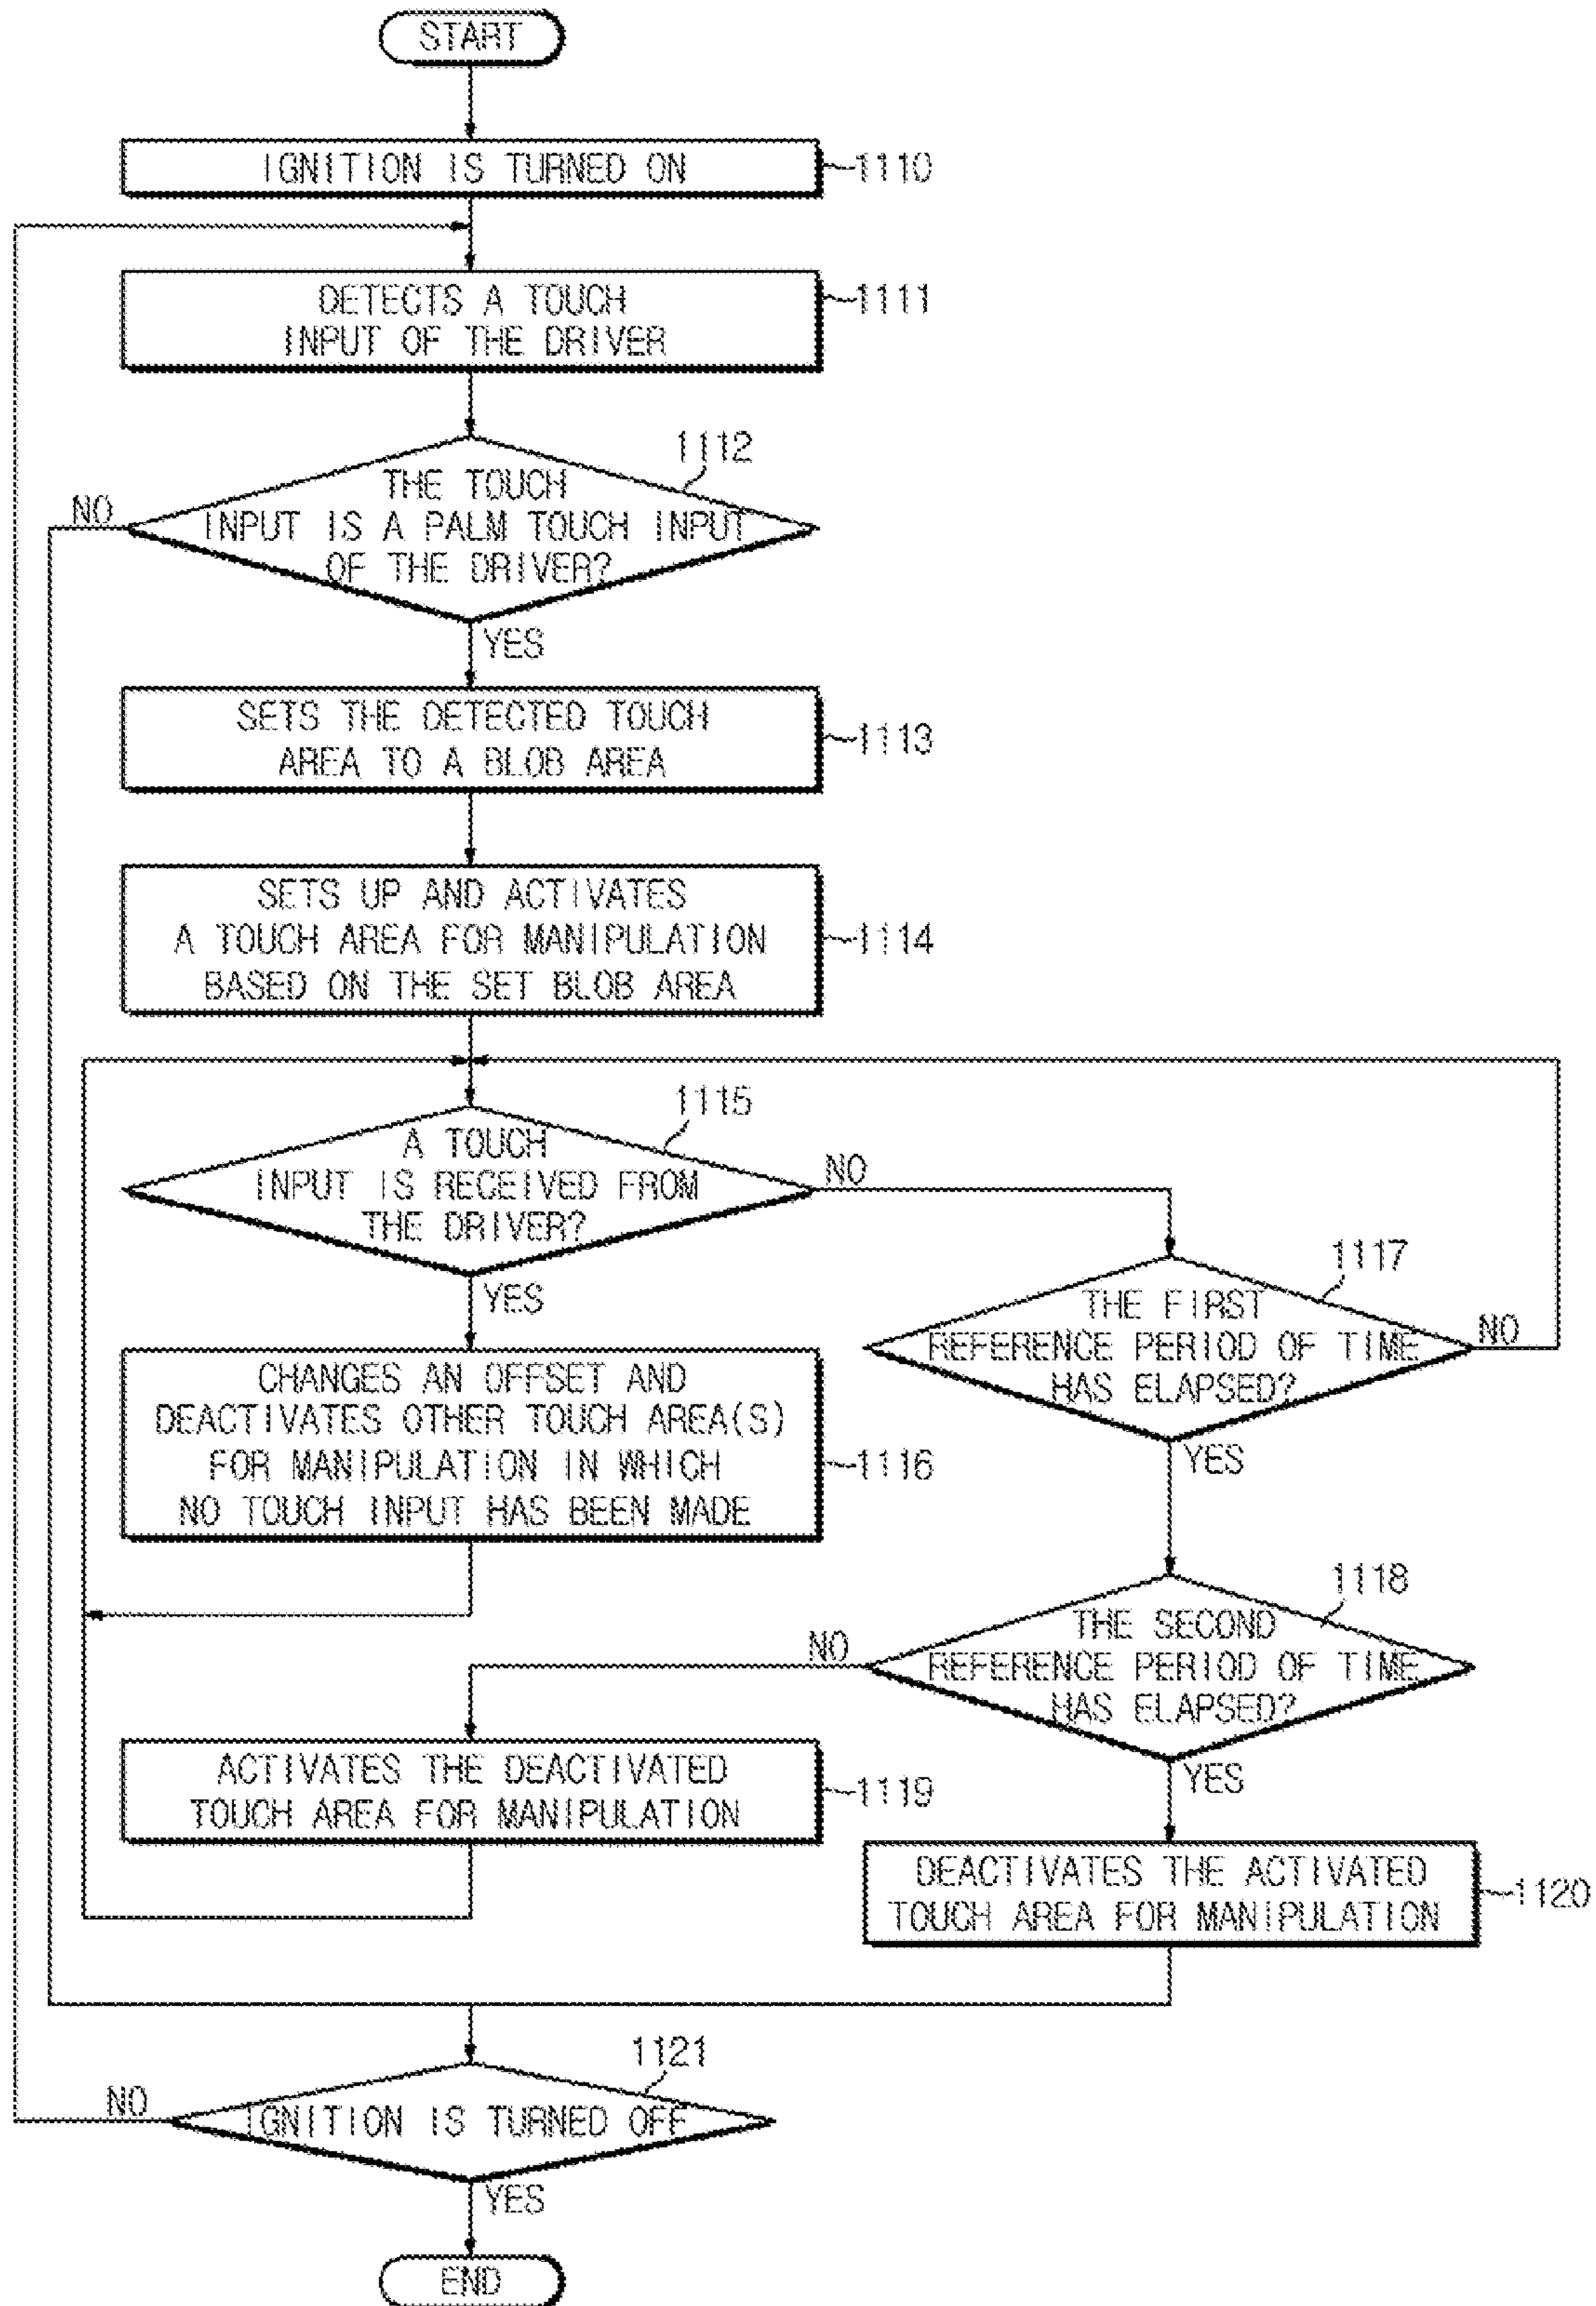 START
IGNITION IS TURNED ON
1110
DETECTS A TOUCH
INPUT OF THE DRIVER
1111
1112
THE TOUCH
INPUT IS A PALM TOUCH INPUT
OF THE DRIVER?
NO
YES
SETS THE DETECTED TOUCH
AREA TO A BLOB AREA
1113
SETS UP AND ACTIVATES
A TOUCH AREA FOR MANIPULATION
BASED ON THE SET BLOB AREA
1114
1115
A TOUCH
INPUT IS RECEIVED FROM
THE DRIVER?
NO
YES
1117
THE FIRST
REFERENCE PERIOD OF TIME
HAS ELAPSED?
NO
YES
CHANGES AN OFFSET AND
DEACTIVATES OTHER TOUCH AREA(S)
FOR MANIPULATION IN WHICH
NO TOUCH INPUT HAS BEEN MADE
1116
1118
THE SECOND
REFERENCE PERIOD OF TIME
HAS ELAPSED?
NO
YES
ACTIVATES THE DEACTIVATED
TOUCH AREA FOR MANIPULATION
1119
DEACTIVATES THE ACTIVATED
TOUCH AREA FOR MANIPULATION
1120
1121
IGNITION IS TURNED OFF
NO
YES
END